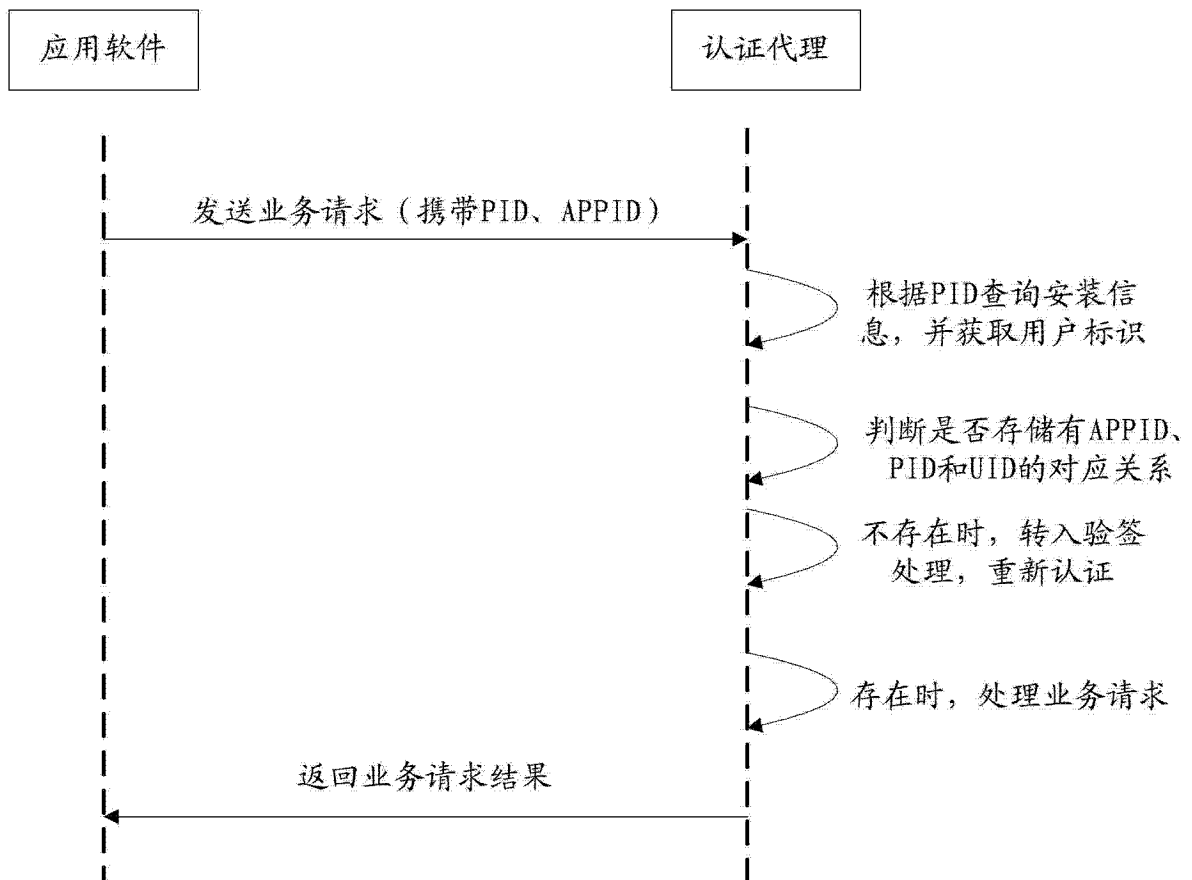 应用软件
认证代理
发送业务请求（携带PID、APPID）
根据PID查询安装信
息，并获取用户标识
判断是否存储有APPID、
PID和UID的对应关系
不存在时，转入验签
处理，重新认证
存在时，处理业务请求
返回业务请求结果